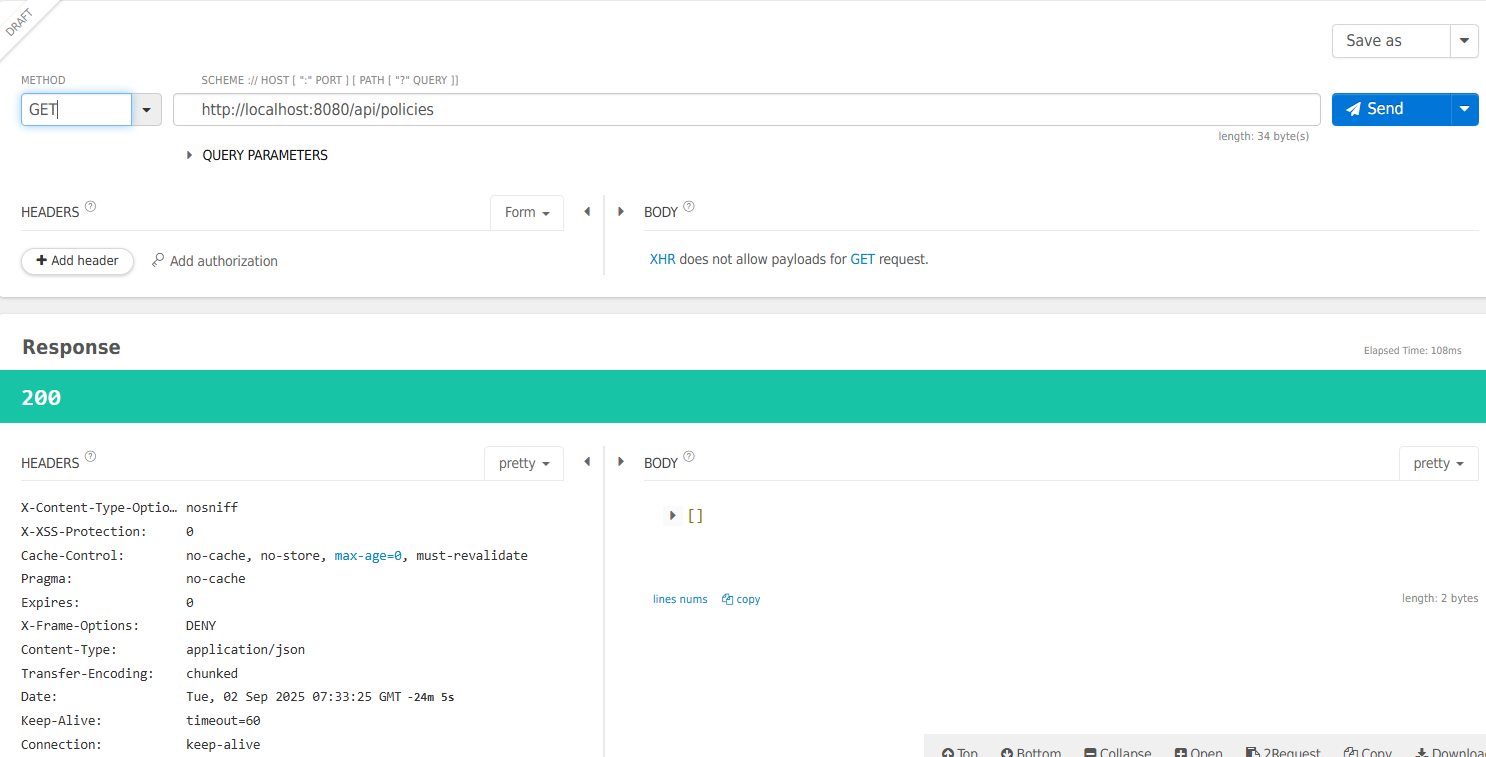 DRAFT
Save as
METHOD
SCHEME :// HOST [ ":" PORT ] [ PATH [ "?" QUERY ]]
GET
http://localhost:8080/api/policies
Send
length: 34 byte(s)
QUERY PARAMETERS
HEADERS ?
Form
BODY ?
Add header
Add authorization
XHR does not allow payloads for GET request.
Response
Elapsed Time: 108ms
200
HEADERS ?
pretty
BODY ?
pretty
X-Content-Type-Optio… nosniff
X-XSS-Protection: 0
Cache-Control: no-cache, no-store, max-age=0, must-revalidate
Pragma: no-cache
Expires: 0
X-Frame-Options: DENY
Content-Type: application/json
Transfer-Encoding: chunked
Date: Tue, 02 Sep 2025 07:33:25 GMT -24m 5s
Keep-Alive: timeout=60
Connection: keep-alive
[]
lines nums
copy
length: 2 bytes
Top
Bottom
Collapse
Open
2Request
Copy
Downloa